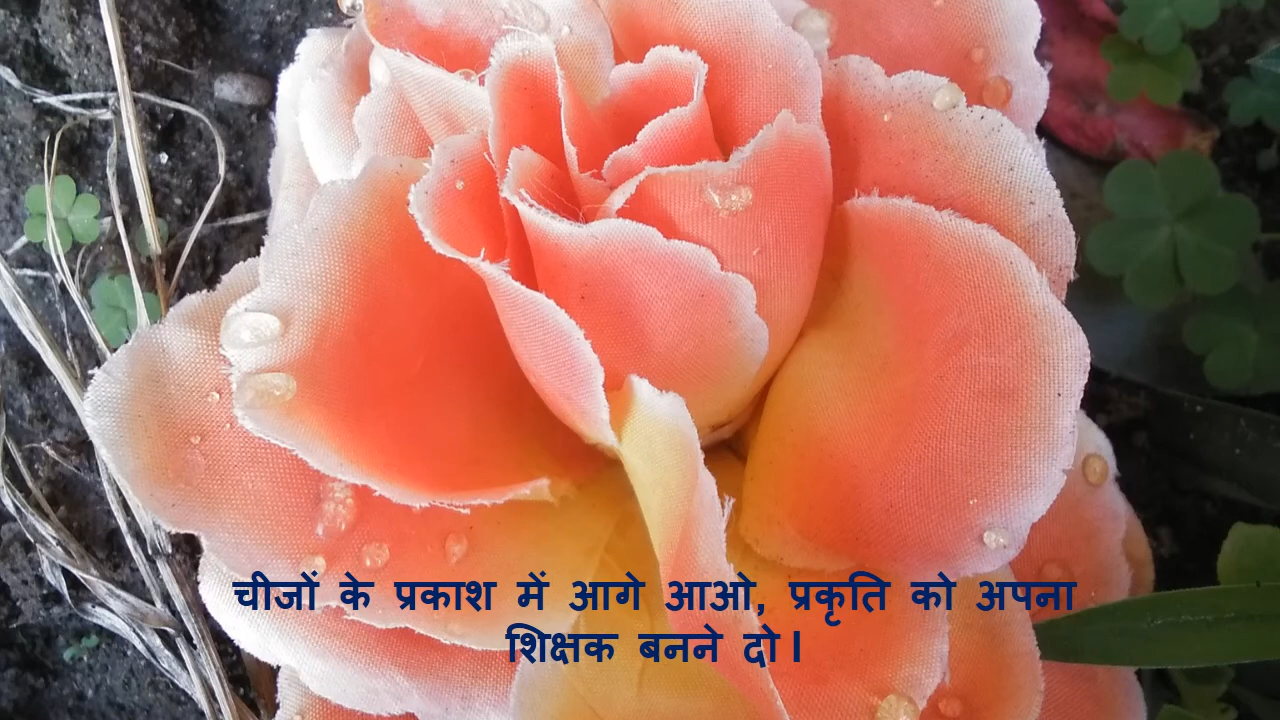 चीजों के प्रकाश में आगे आओ, प्रकृति को अपना
शिक्षक बनने दो।